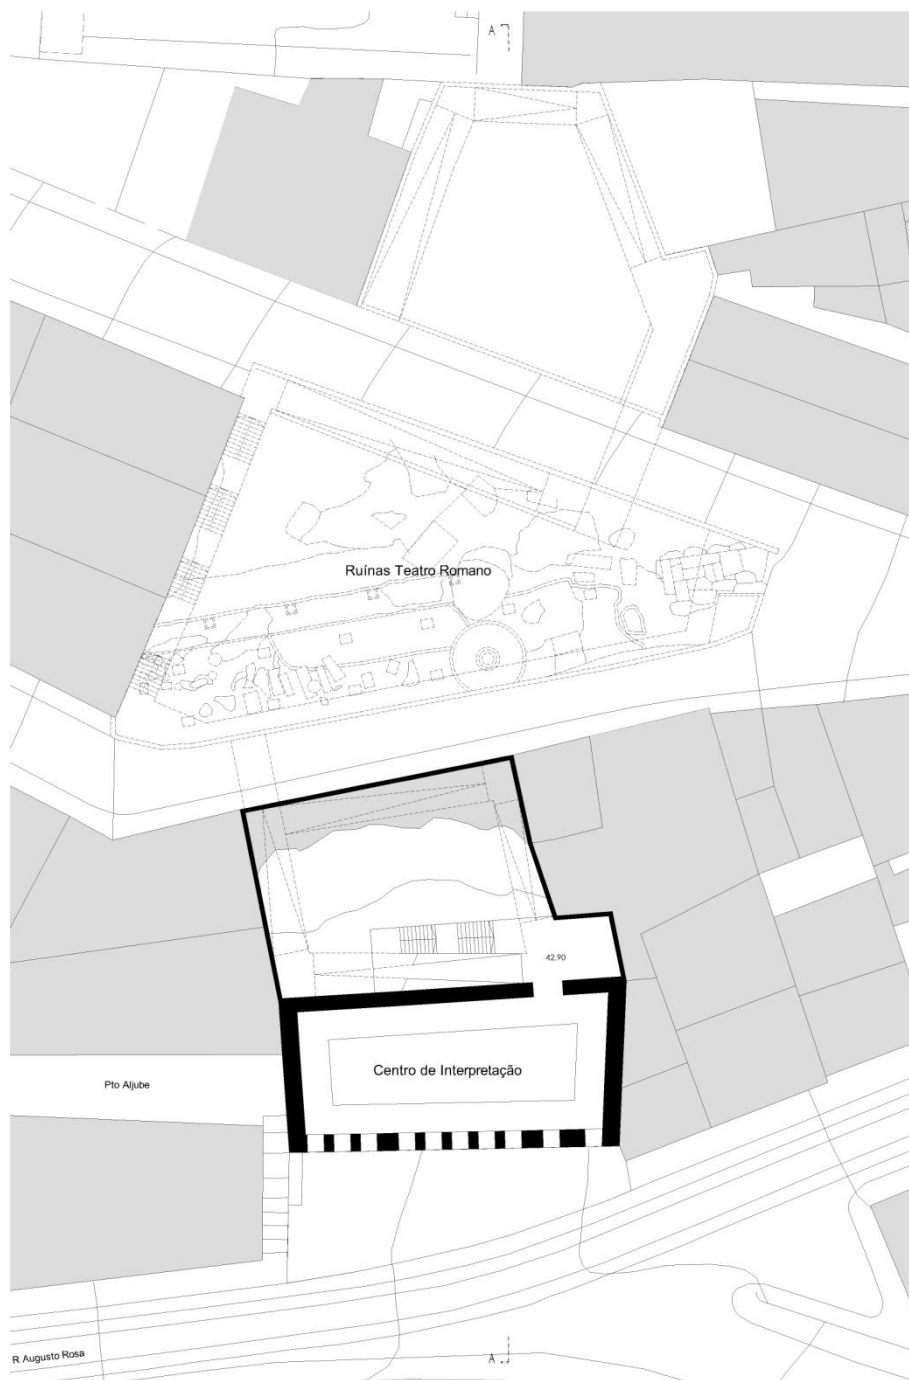 A
Ruínas Teatro Romano
42.90
Centro de Interpretação
Pto Aljube
R Augusto Rosa
A